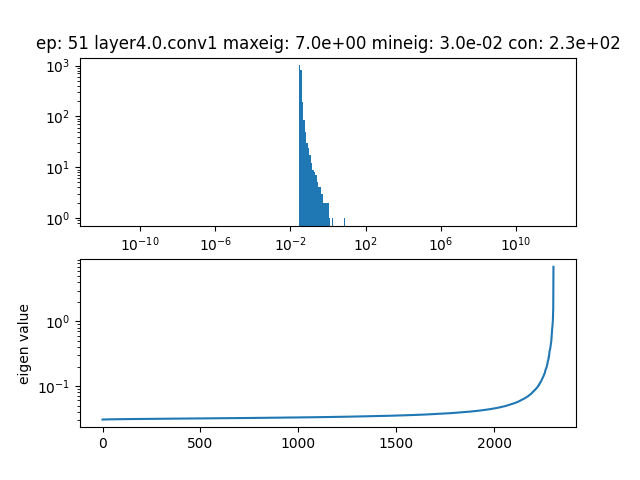 ep: 51 layer4.0.conv1 maxeig: 7.0e+00 mineig: 3.0e-02 con: 2.3e+02
10³
10²
10¹
10⁰
10⁻¹⁰ 10⁻⁶ 10⁻² 10² 10⁶ 10¹⁰
eigen value
10⁰
10⁻¹
0 500 1000 1500 2000